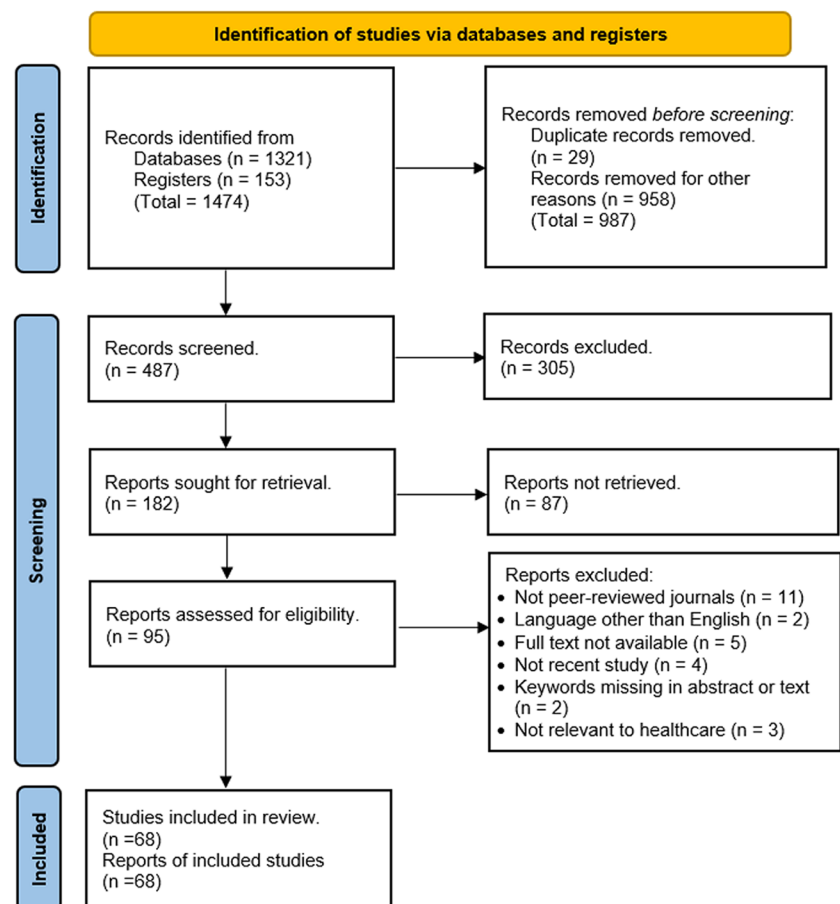 Identification of studies via databases and registers
Identification
Records identified from
Databases (n = 1321)
Registers (n = 153)
(Total = 1474)
Records removed before screening:
Duplicate records removed.
(n = 29)
Records removed for other
reasons (n = 958)
(Total = 987)
Screening
Records screened.
(n = 487)
Records excluded.
(n = 305)
Reports sought for retrieval.
(n = 182)
Reports not retrieved.
(n = 87)
Reports assessed for eligibility.
(n = 95)
Reports excluded:
• Not peer-reviewed journals (n = 11)
• Language other than English (n = 2)
• Full text not available (n = 5)
• Not recent study (n = 4)
• Keywords missing in abstract or text
(n = 2)
• Not relevant to healthcare (n = 3)
Included
Studies included in review.
(n =68)
Reports of included studies
(n =68)